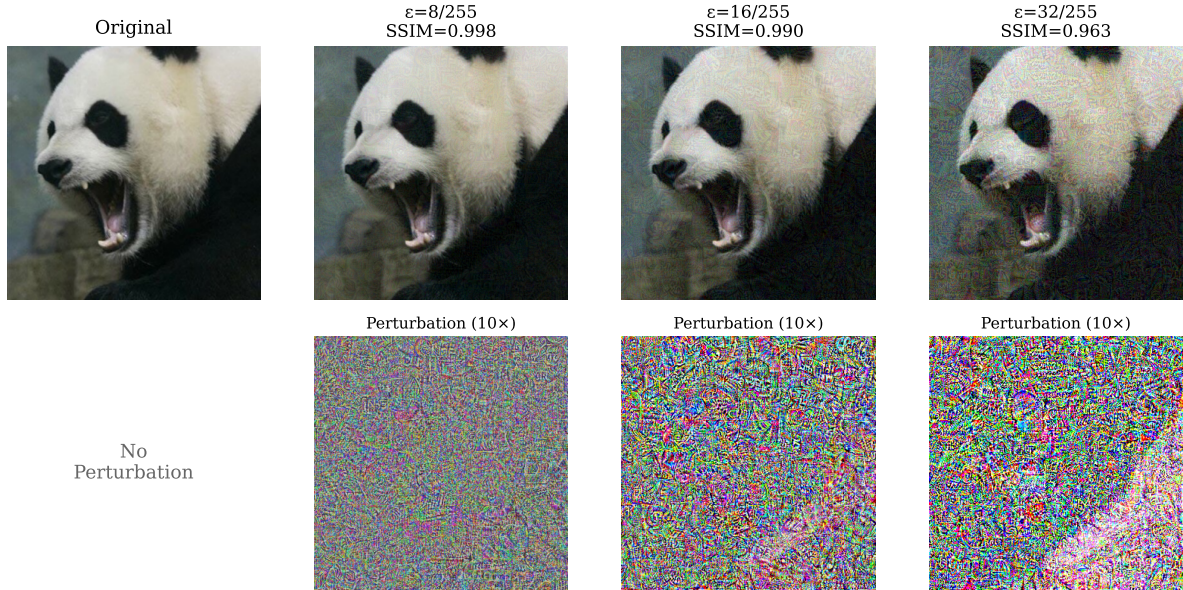 Original
ε=8/255
SSIM=0.998
ε=16/255
SSIM=0.990
ε=32/255
SSIM=0.963
Perturbation (10×)
Perturbation (10×)
Perturbation (10×)
No
Perturbation